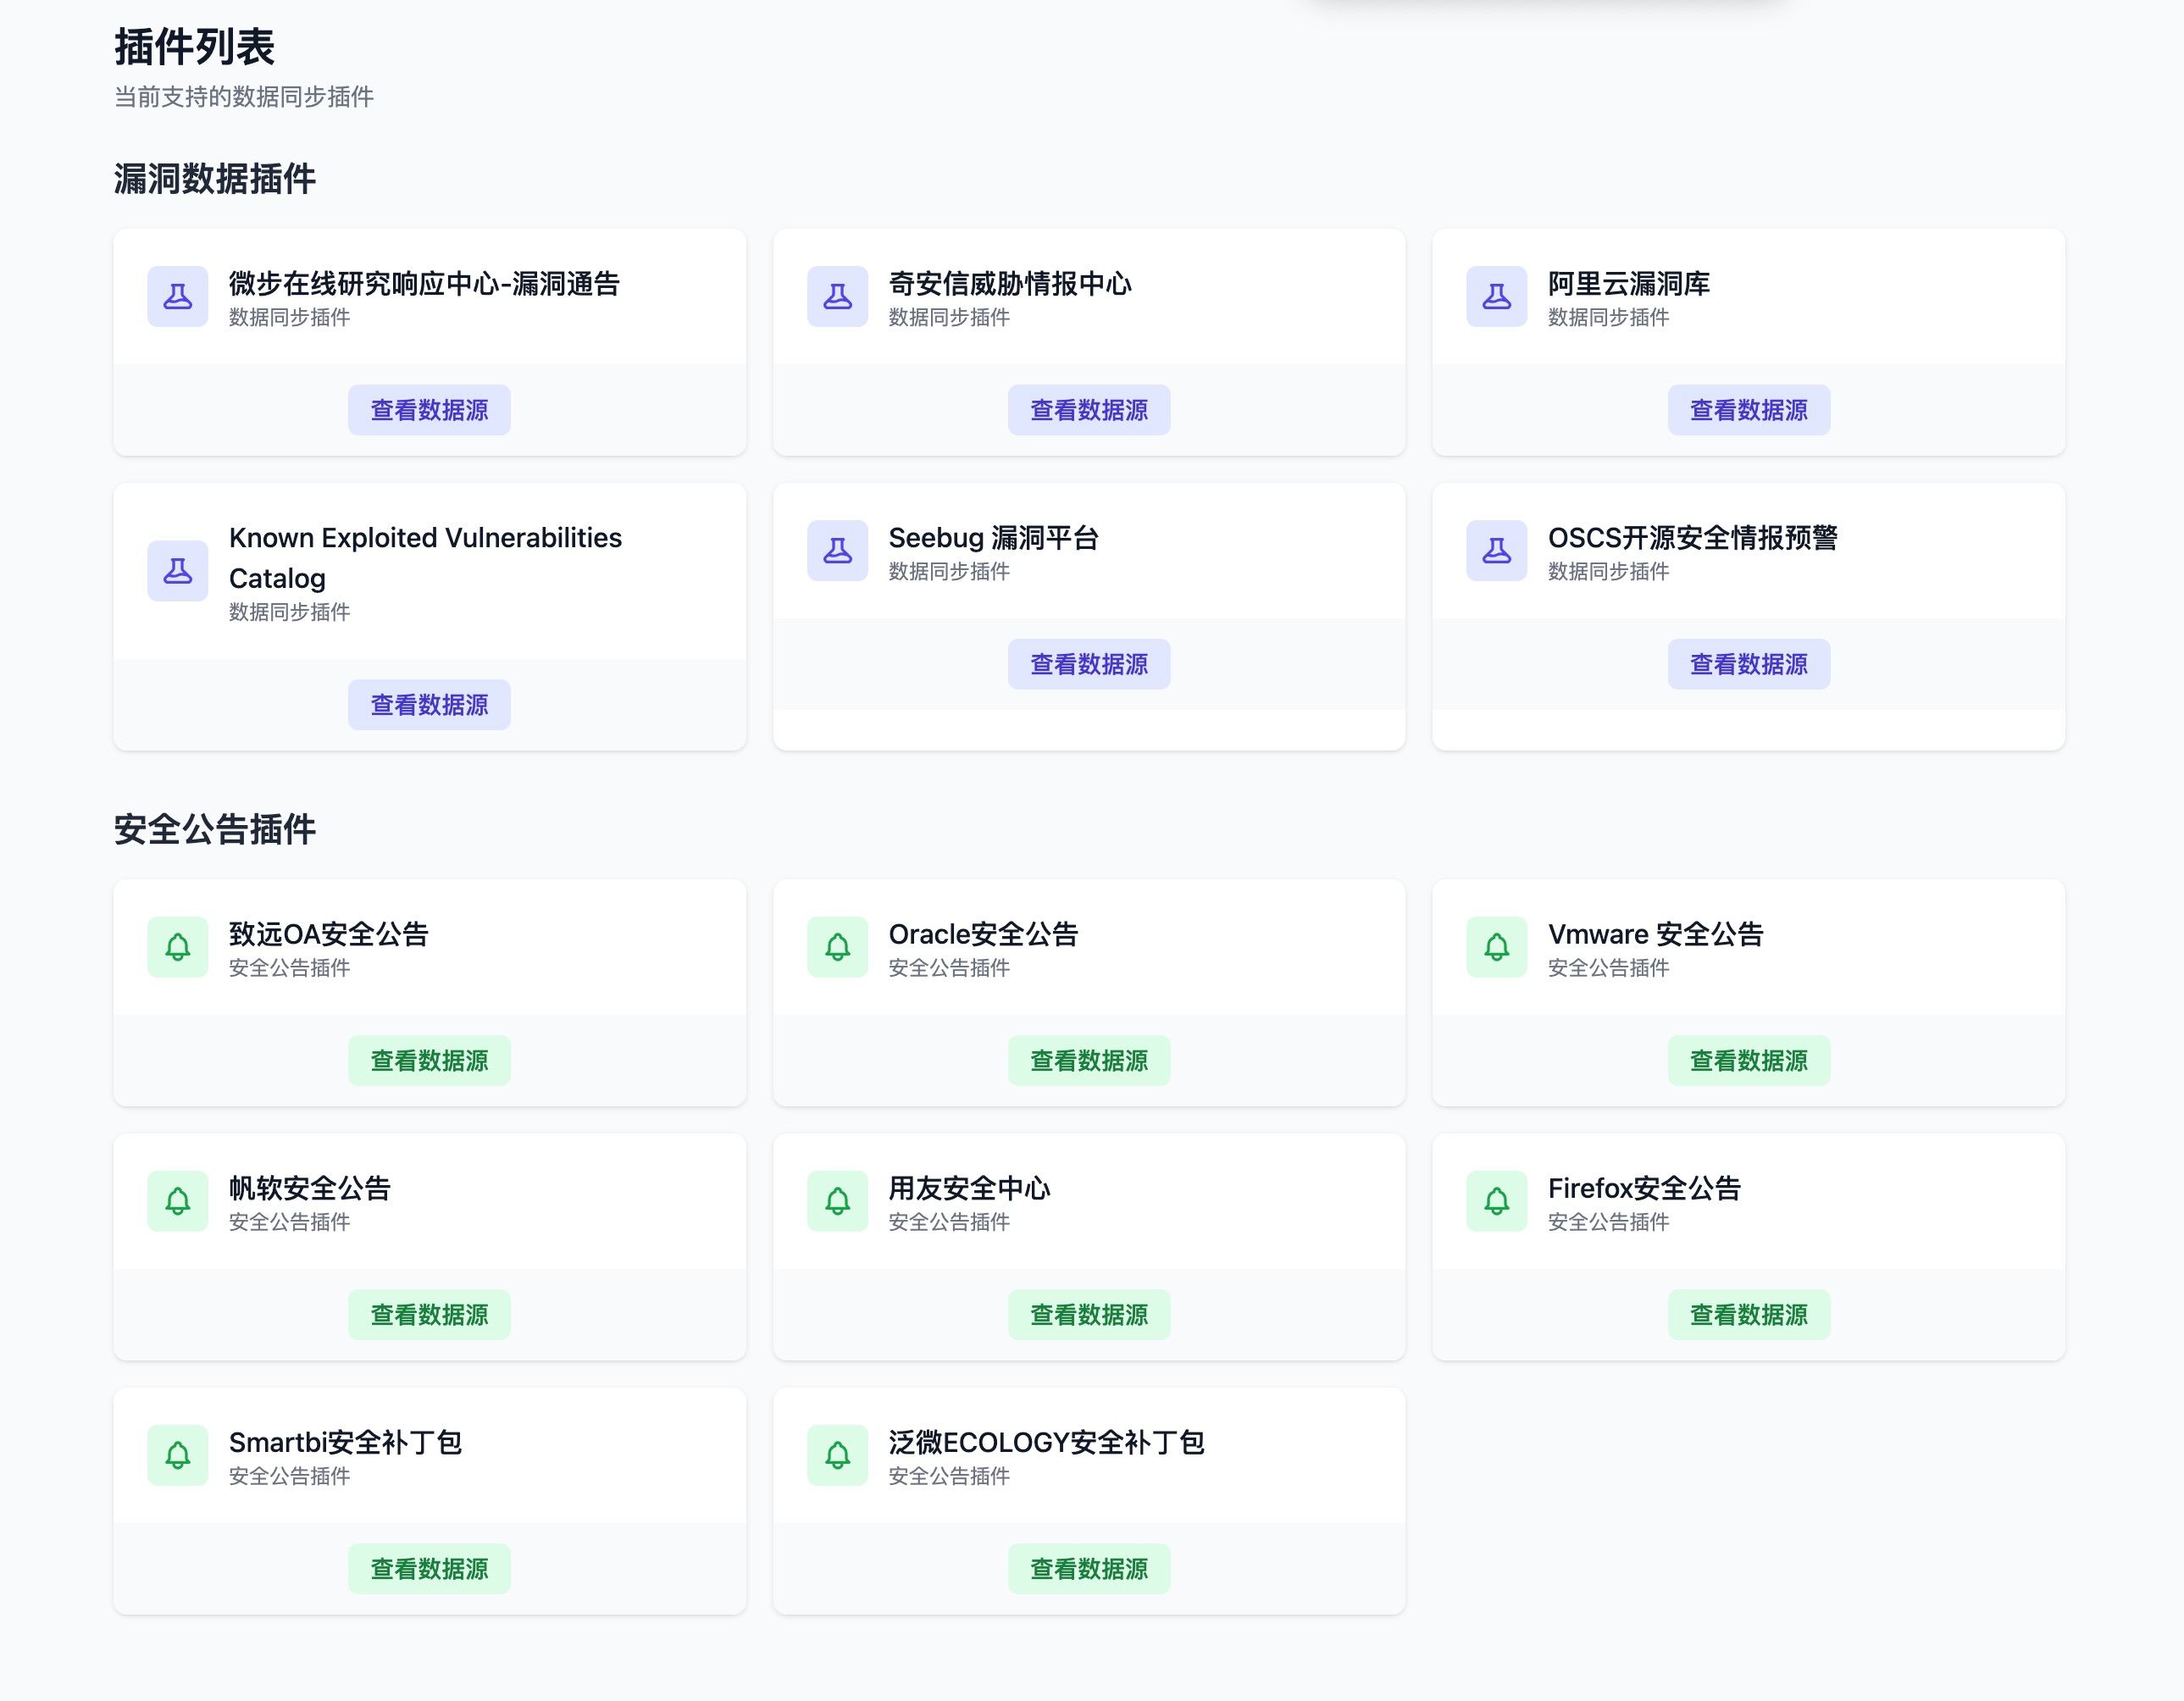 插件列表
当前支持的数据同步插件
漏洞数据插件
微步在线研究响应中心-漏洞通告
数据同步插件
查看数据源
奇安信威胁情报中心
数据同步插件
查看数据源
阿里云漏洞库
数据同步插件
查看数据源
Known Exploited Vulnerabilities
Catalog
数据同步插件
查看数据源
Seebug 漏洞平台
数据同步插件
查看数据源
OSCS开源安全情报预警
数据同步插件
查看数据源
安全公告插件
致远OA安全公告
安全公告插件
查看数据源
Oracle安全公告
安全公告插件
查看数据源
Vmware 安全公告
安全公告插件
查看数据源
帆软安全公告
安全公告插件
查看数据源
用友安全中心
安全公告插件
查看数据源
Firefox安全公告
安全公告插件
查看数据源
Smartbi安全补丁包
安全公告插件
查看数据源
泛微ECOLOGY安全补丁包
安全公告插件
查看数据源